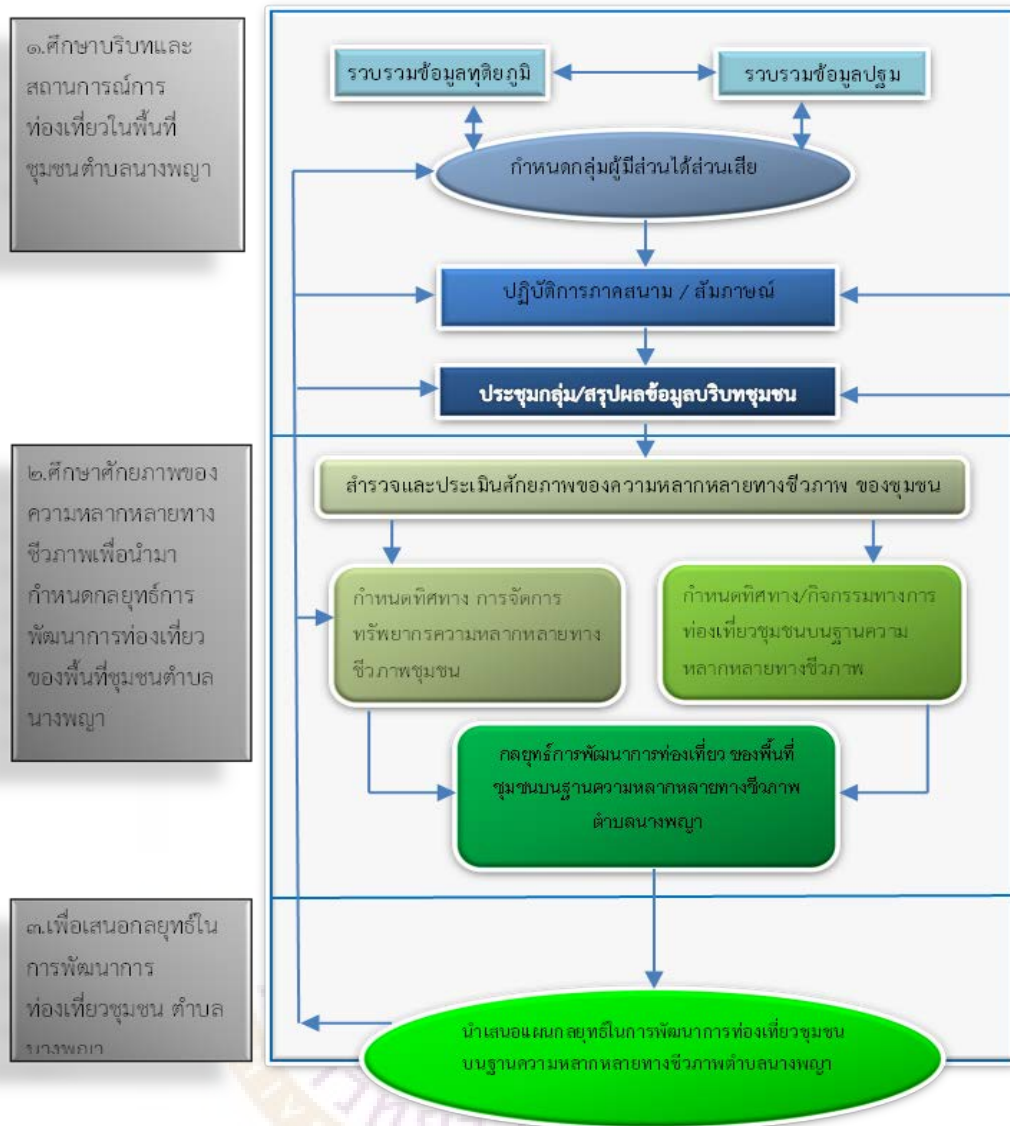 ๑.ศึกษาบริบทและ
สถานการณ์การ
ท่องเที่ยวในพื้นที่
ชุมชนตำบลนางพญา
รวบรวมข้อมูลทุติยภูมิ
รวบรวมข้อมูลปฐม
กำหนดกลุ่มผู้มีส่วนได้ส่วนเสีย
ปฏิบัติการภาคสนาม / สัมภาษณ์
ประชุมกลุ่ม/สรุปผลข้อมูลบริบทชุมชน
๒.ศึกษาศักยภาพของ
ความหลากหลายทาง
ชีวภาพเพื่อนำมา
กำหนดกลยุทธ์การ
พัฒนาการท่องเที่ยว
ของพื้นที่ชุมชนตำบล
นางพญา
สำรวจและประเมินศักยภาพของความหลากหลายทางชีวภาพ ของชุมชน
กำหนดทิศทาง การจัดการ
ทรัพยากรความหลากหลายทาง
ชีวภาพชุมชน
กำหนดทิศทาง/กิจกรรมทางการ
ท่องเที่ยวชุมชนบนฐานความ
หลากหลายทางชีวภาพ
กลยุทธ์การพัฒนาการท่องเที่ยว ของพื้นที่
ชุมชนบนฐานความหลากหลายทางชีวภาพ
ตำบลนางพญา
๓.เพื่อเสนอกลยุทธ์ใน
การพัฒนาการ
ท่องเที่ยวชุมชน ตำบล
นางพญา
นำเสนอแผนกลยุทธ์ในการพัฒนาการท่องเที่ยวชุมชน
บนฐานความหลากหลายทางชีวภาพตำบลนางพญา